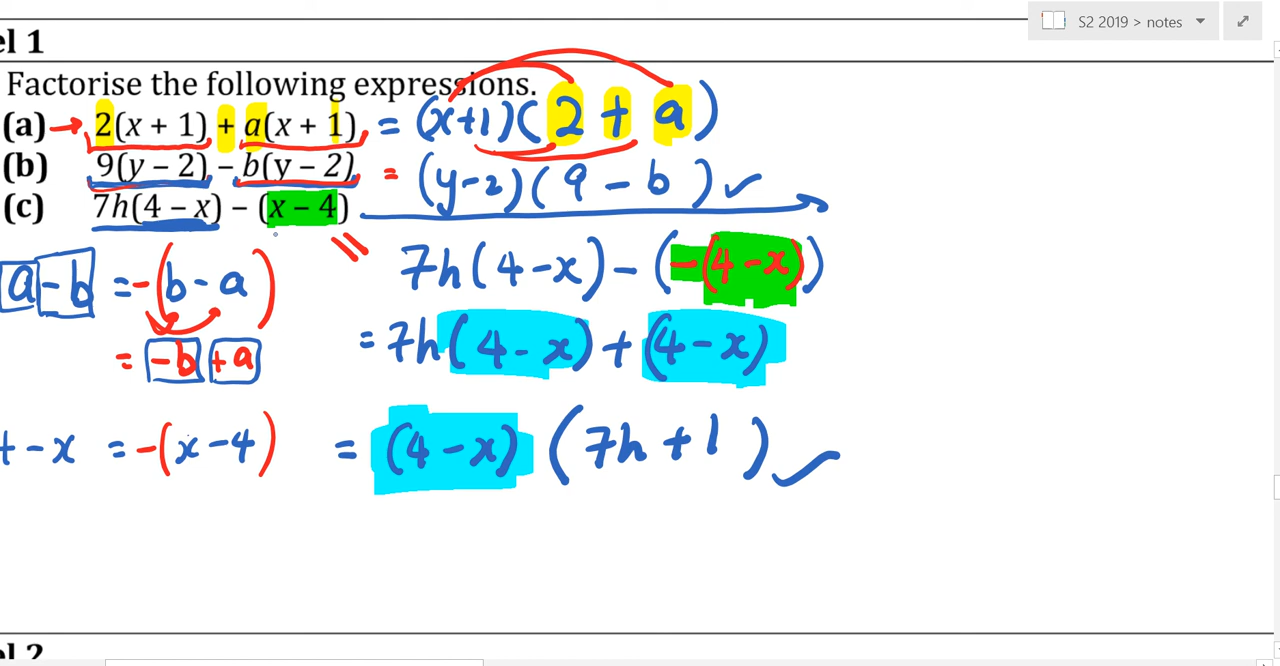 S2 2019 > notes
el 1
Factorise the following expressions.
(a) → 2(x + 1) + a(x + 1) = (x+1)(2 + a)
(b) 9(y − 2) − b(y − 2) = (y-2)(9 - b) ✓
(c) 7h(4 − x) − (x − 4)
= 7h(4-x) - (-(4-x))
a - b = -(b - a)
= -b + a
= 7h(4-x) + (4-x)
-x = -(x-4)
= (4-x)(7h+1) ✓
el 2